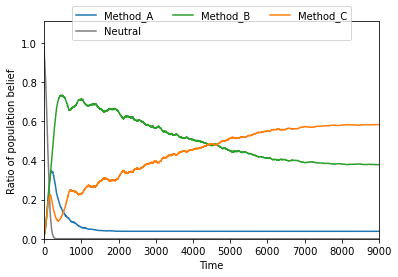 Method_A Method_B Method_C
Neutral
Ratio of population belief
1.0
0.8
0.6
0.4
0.2
0.0
0 1000 2000 3000 4000 5000 6000 7000 8000 9000
Time